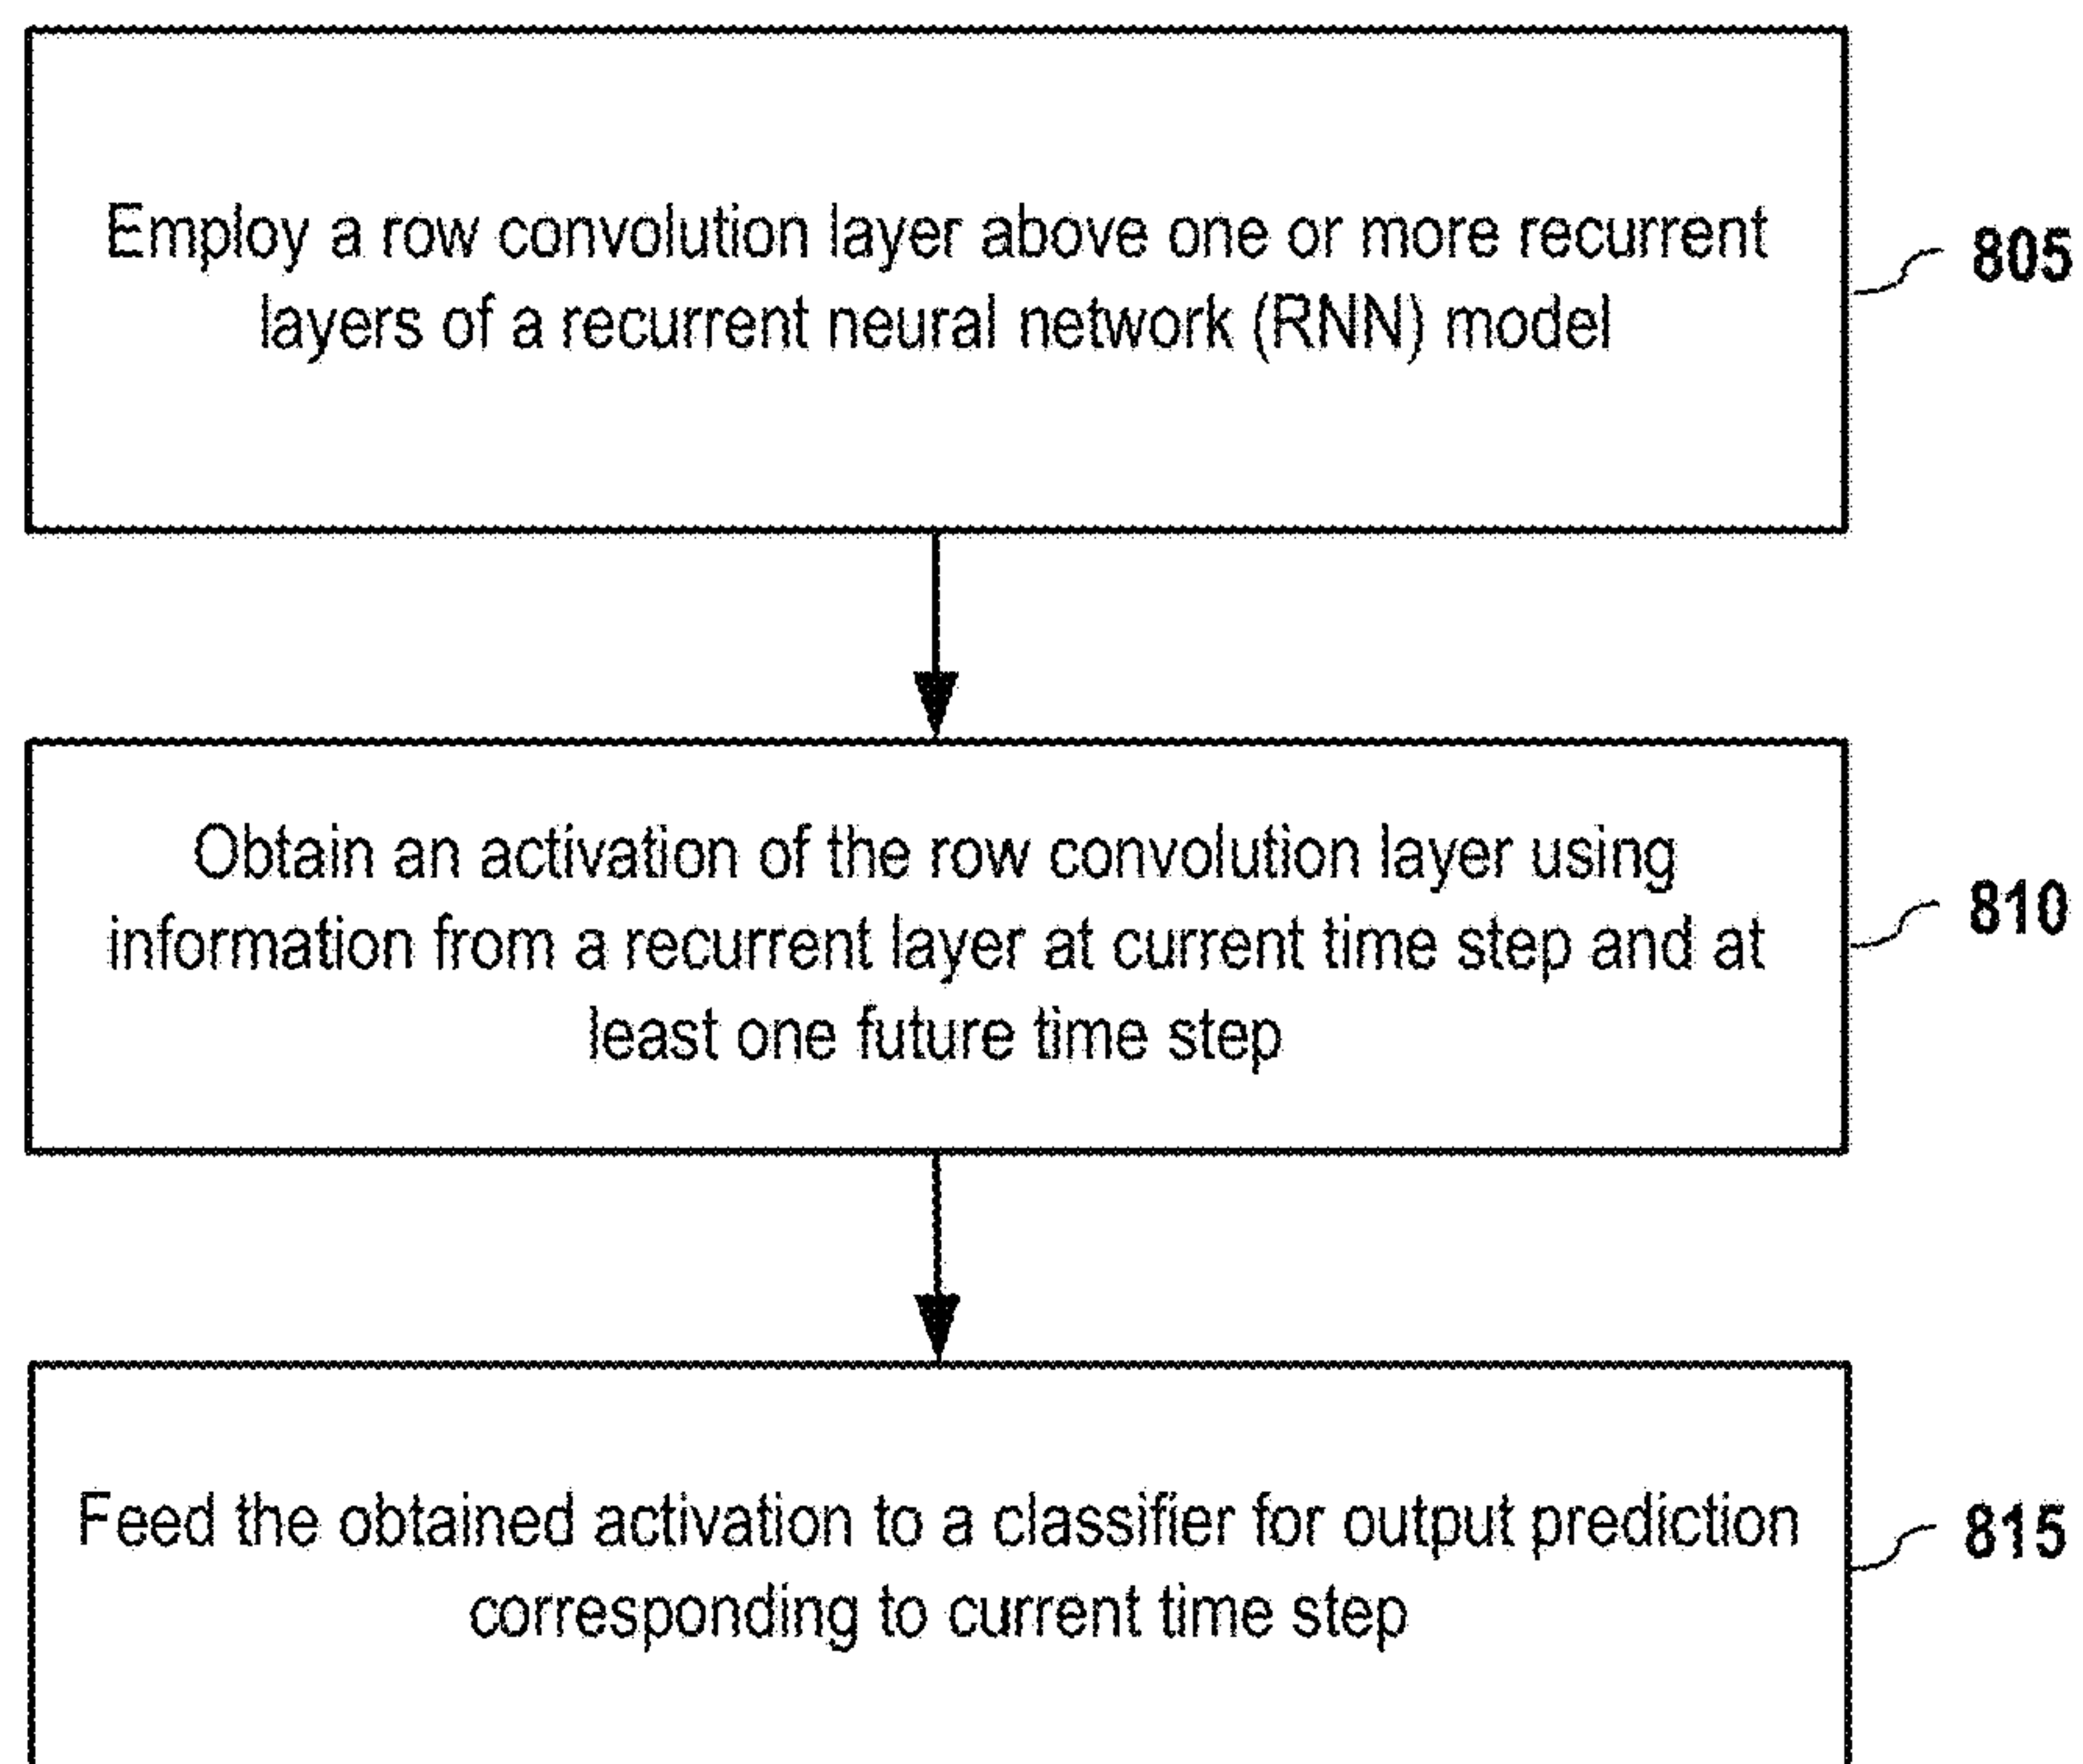 Employ a row convolution layer above one or more recurrent
layers of a recurrent neural network (RNN) model
805
Obtain an activation of the row convolution layer using
information from a recurrent layer at current time step and at
least one future time step
810
Feed the obtained activation to a classifier for output prediction
corresponding to current time step
815